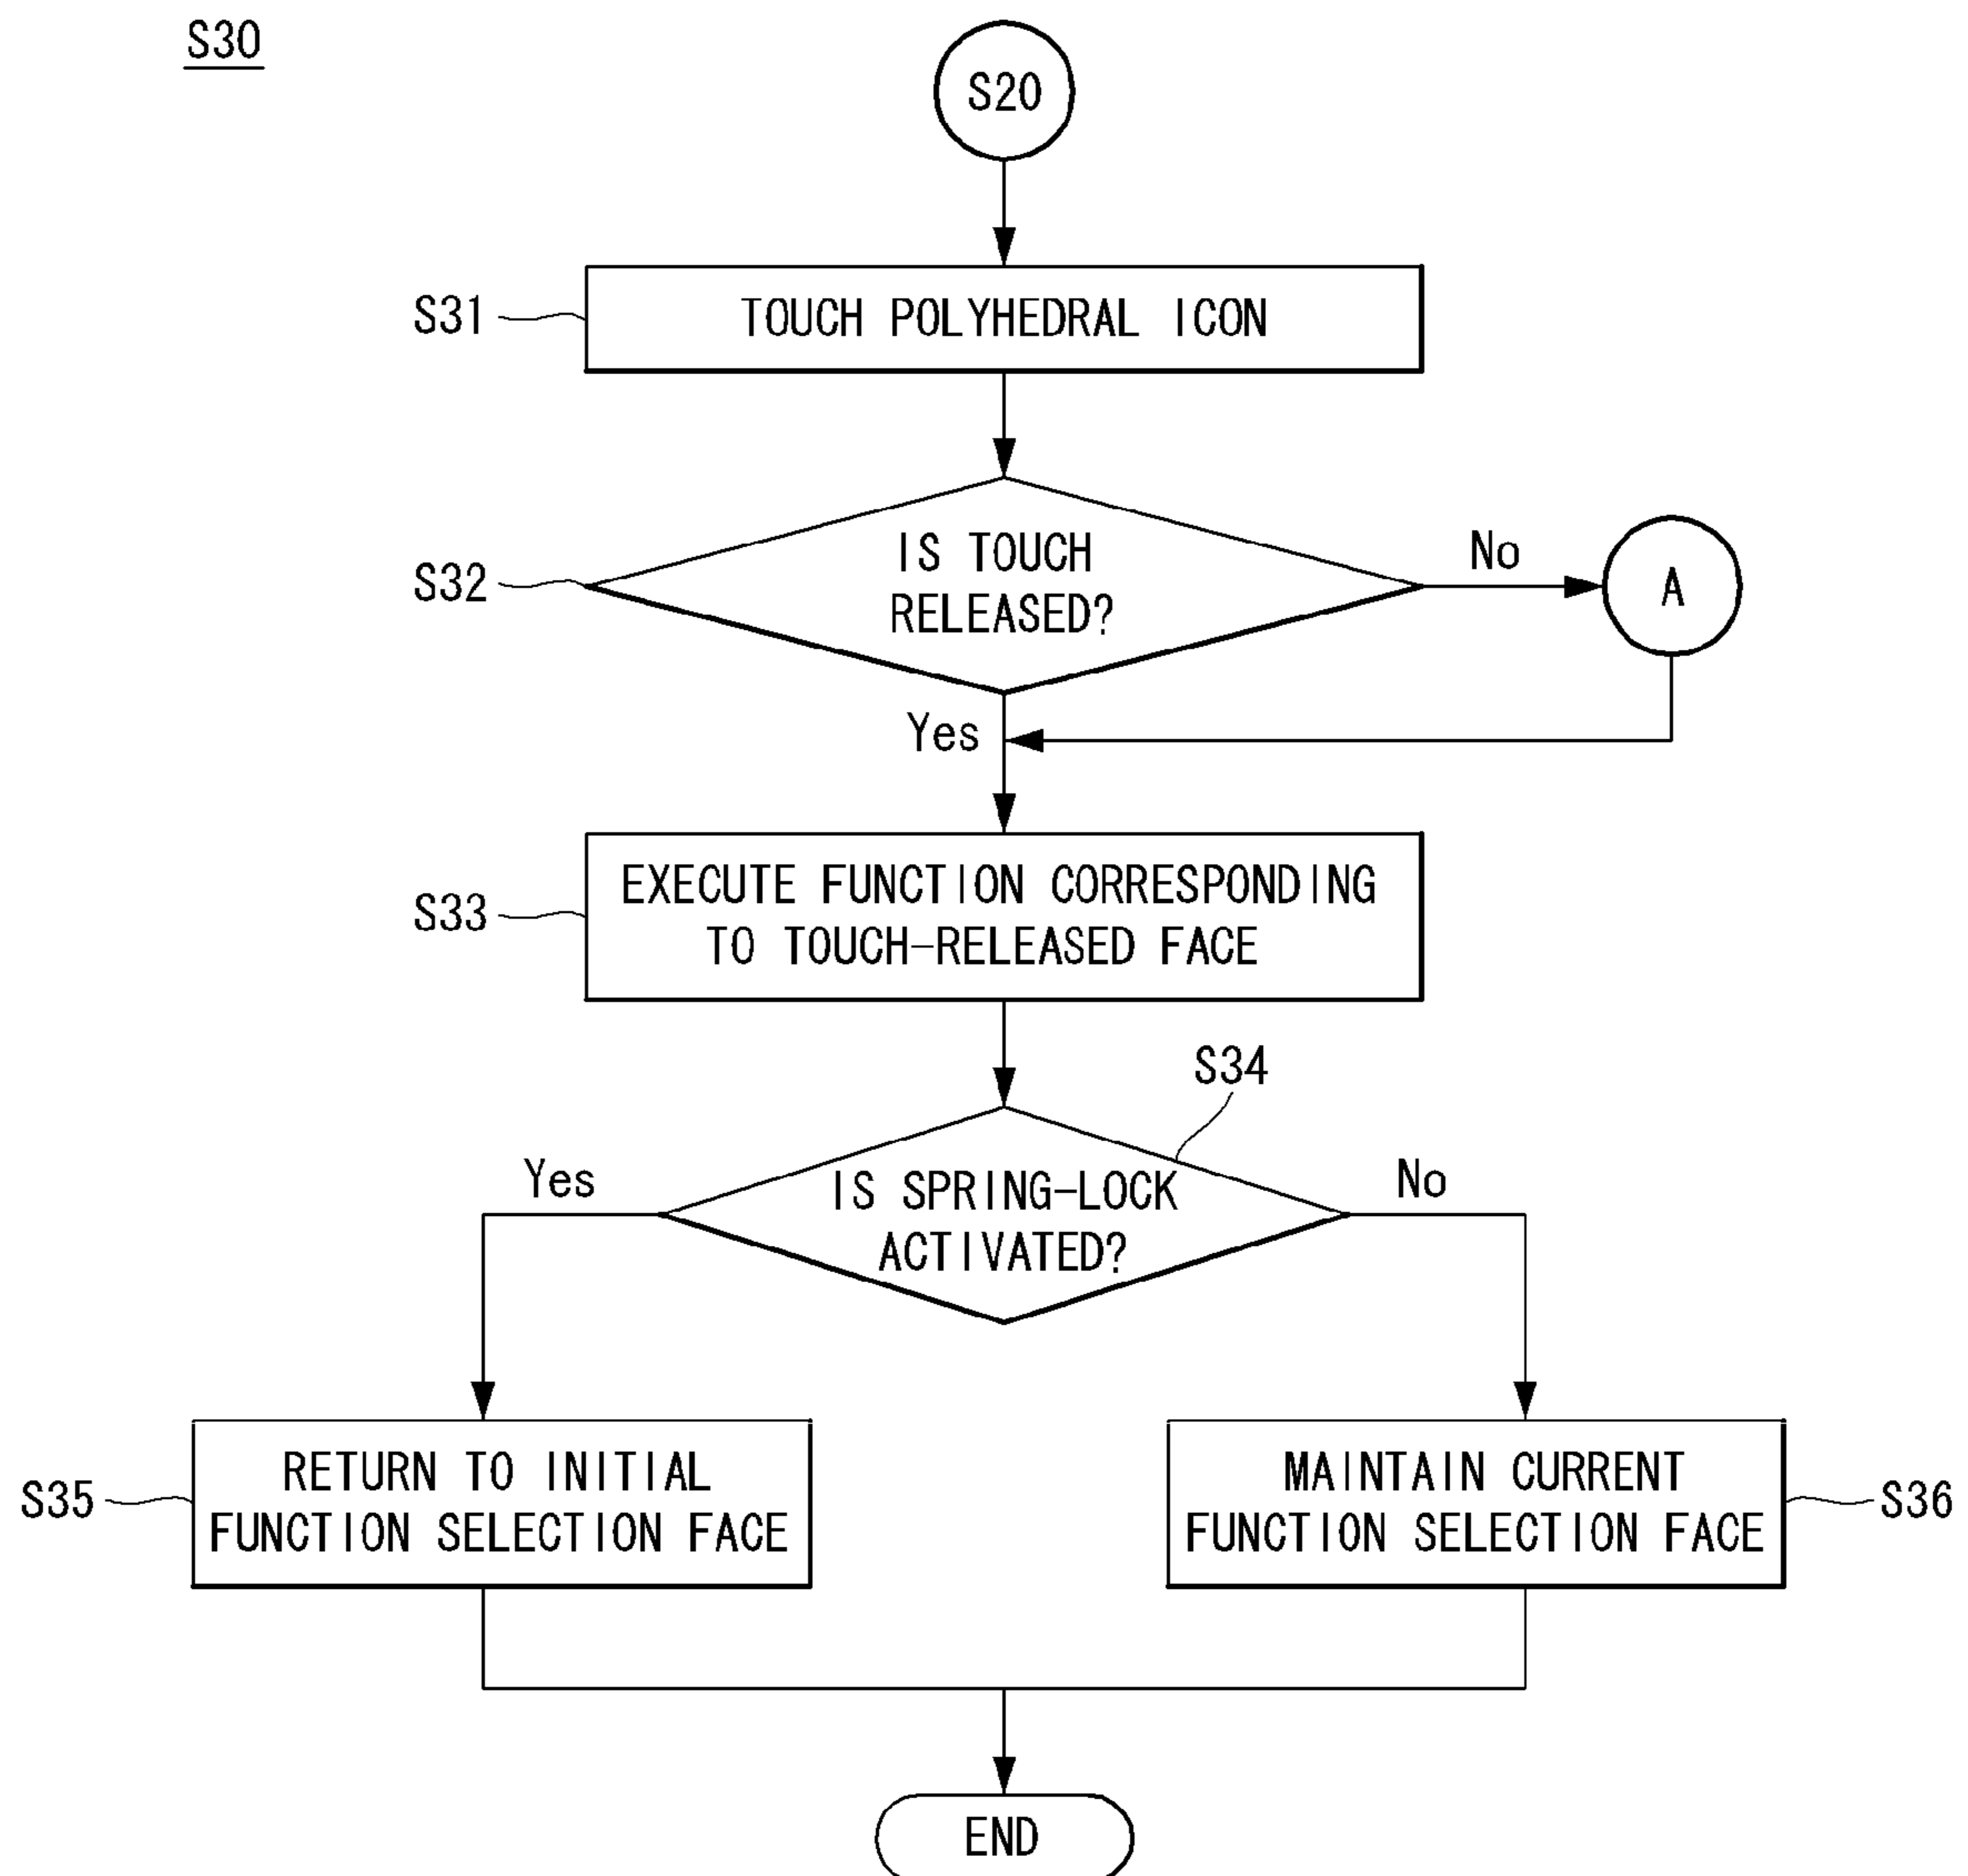 S30
S20
S31
TOUCH POLYHEDRAL ICON
S32
IS TOUCH
RELEASED?
No
A
Yes
S33
EXECUTE FUNCTION CORRESPONDING
TO TOUCH-RELEASED FACE
S34
Yes
IS SPRING-LOCK
ACTIVATED?
No
S35
RETURN TO INITIAL
FUNCTION SELECTION FACE
MAINTAIN CURRENT
FUNCTION SELECTION FACE
S36
END